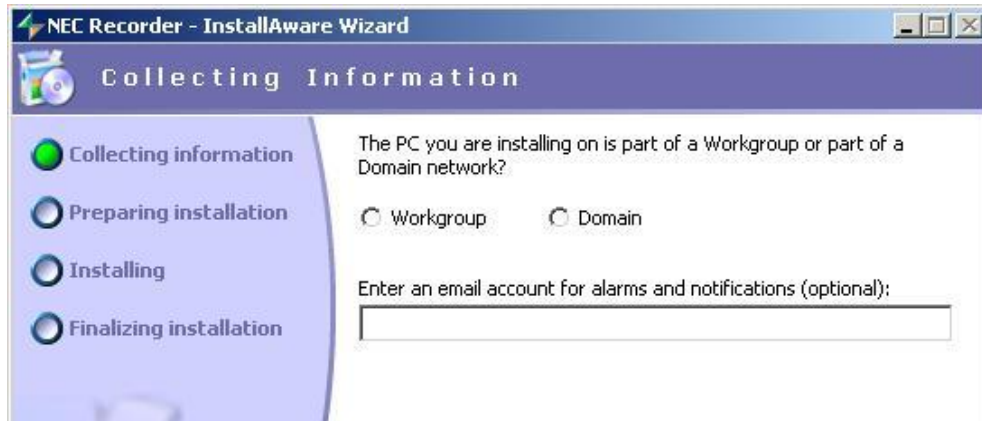 NEC Recorder - InstallAware Wizard
Collecting Information
Collecting information
Preparing installation
Installing
Finalizing installation
The PC you are installing on is part of a Workgroup or part of a
Domain network?
Workgroup Domain
Enter an email account for alarms and notifications (optional):